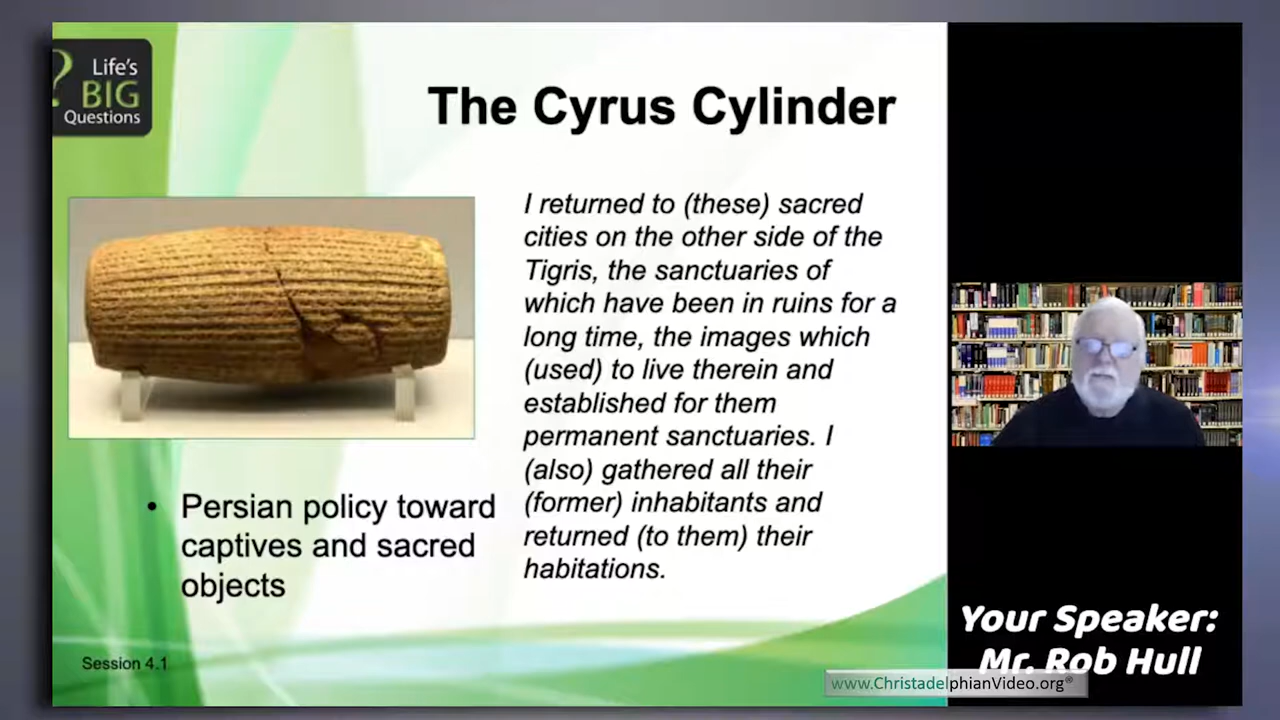 ?
Life's
BIG
Questions
The Cyrus Cylinder
I returned to (these) sacred
cities on the other side of the
Tigris, the sanctuaries of
which have been in ruins for a
long time, the images which
(used) to live therein and
established for them
permanent sanctuaries. I
(also) gathered all their
(former) inhabitants and
returned (to them) their
habitations.
• Persian policy toward
captives and sacred
objects
Session 4.1
Your Speaker:
Mr. Rob Hull
www.ChristadelphianVideo.org®